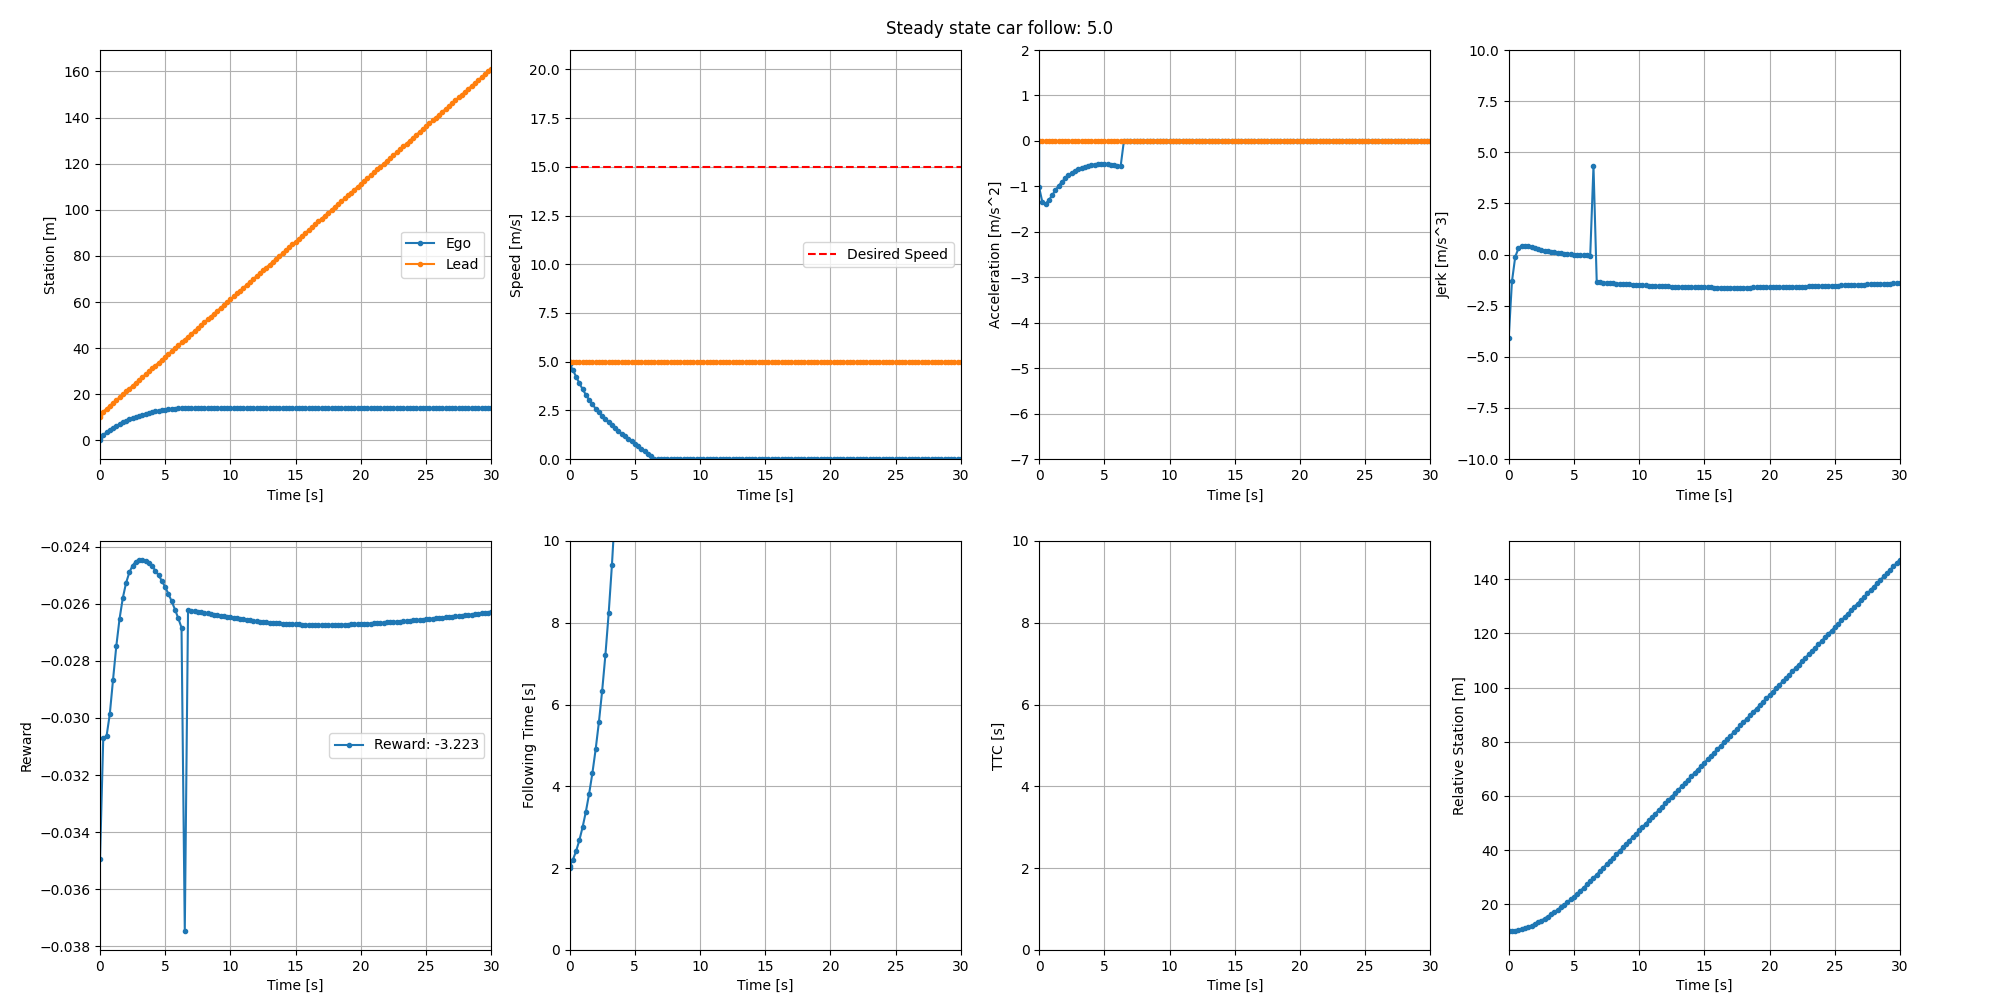 Steady state car follow: 5.0
Station [m]
160
140
120
100
80
60
40
20
0
Ego
Lead
0 5 10 15 20 25 30
Time [s]
Speed [m/s]
20.0
17.5
15.0
12.5
10.0
7.5
5.0
2.5
0.0
Desired Speed
0 5 10 15 20 25 30
Time [s]
Acceleration [m/s^2]
2
1
0
−1
−2
−3
−4
−5
−6
−7
0 5 10 15 20 25 30
Time [s]
Jerk [m/s^3]
10.0
7.5
5.0
2.5
0.0
−2.5
−5.0
−7.5
−10.0
0 5 10 15 20 25 30
Time [s]
Reward
−0.024
−0.026
−0.028
−0.030
−0.032
−0.034
−0.036
−0.038
Reward: -3.223
0 5 10 15 20 25 30
Time [s]
Following Time [s]
10
8
6
4
2
0
0 5 10 15 20 25 30
Time [s]
TTC [s]
10
8
6
4
2
0
0 5 10 15 20 25 30
Time [s]
Relative Station [m]
140
120
100
80
60
40
20
0 5 10 15 20 25 30
Time [s]